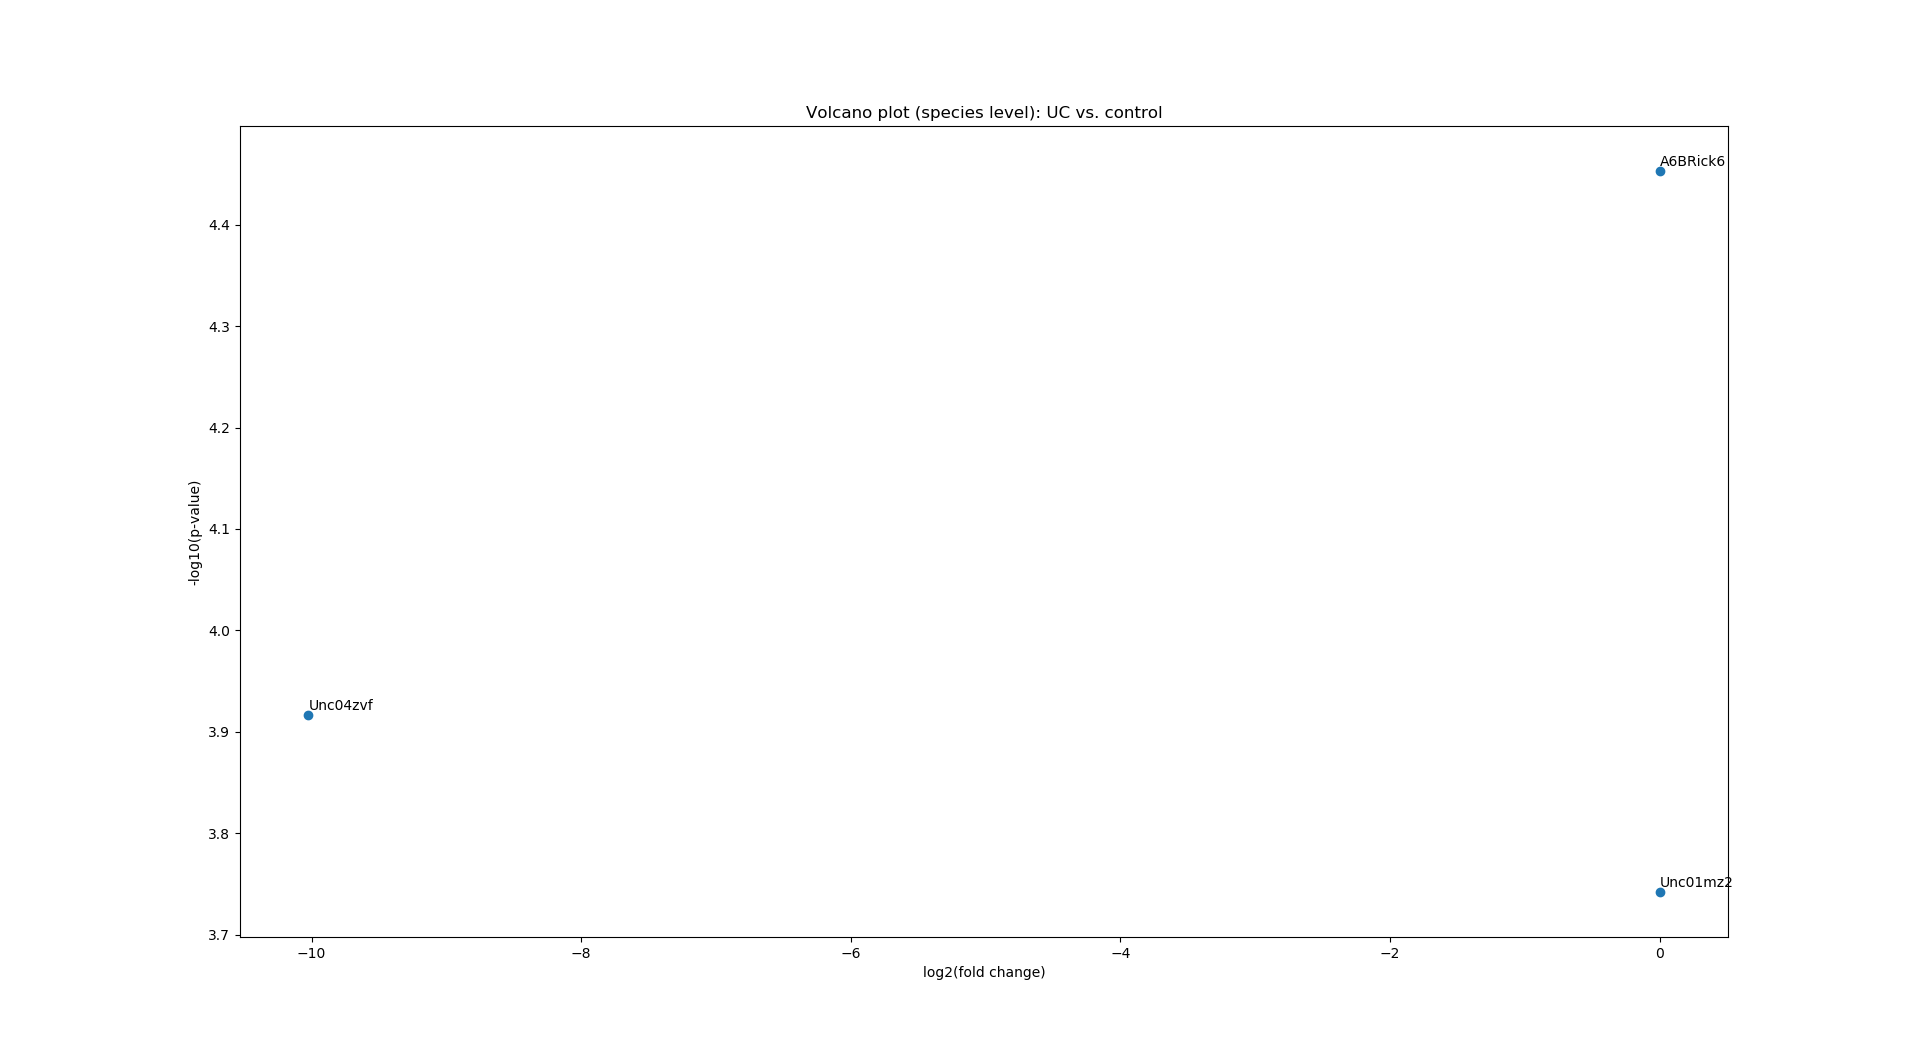 Volcano plot (species level): UC vs. control
A6BRick6
4.4
4.3
4.2
4.1
-log10(p-value)
4.0
Unc04zvf
3.9
3.8
Unc01mz2
3.7
−10
−8
−6
−4
−2
0
log2(fold change)